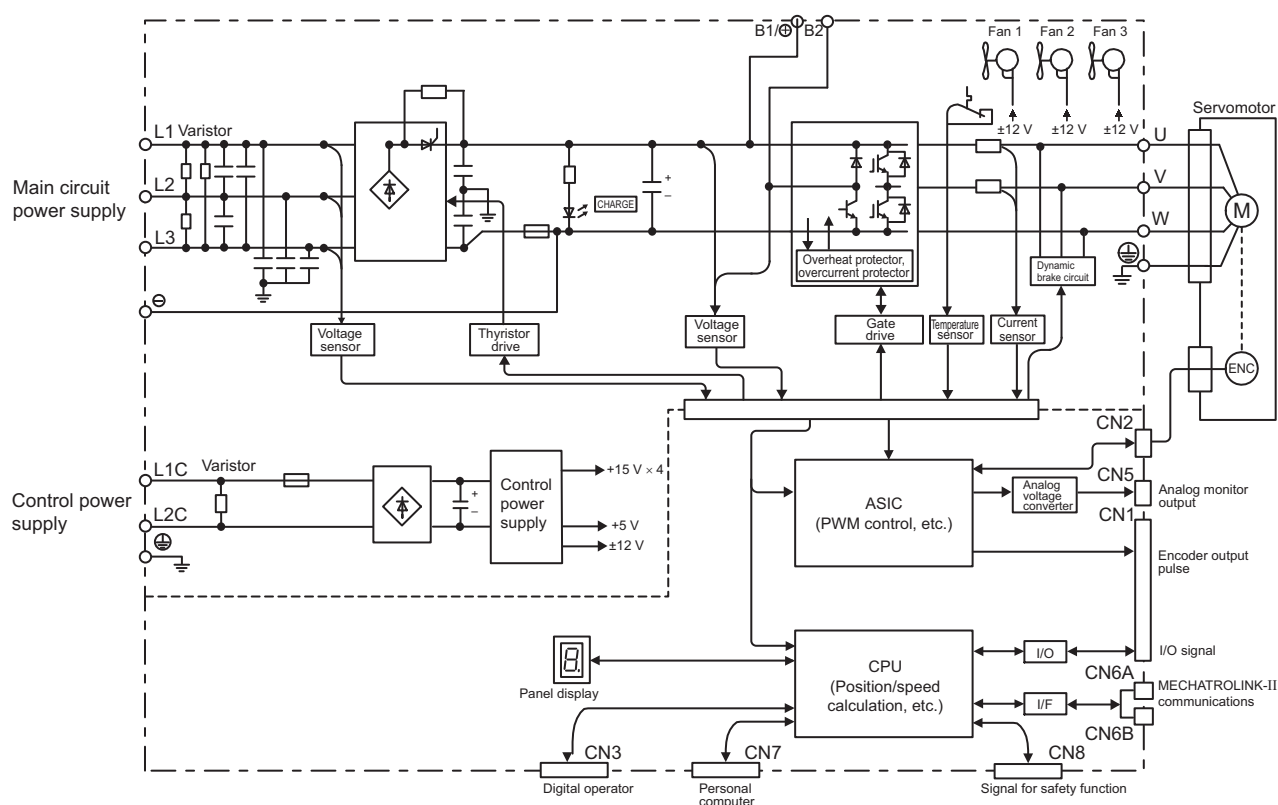 B1/⊕ B2
Fan 1 Fan 2 Fan 3
±12 V ±12 V ±12 V
Servomotor
Main circuit
power supply
L1 Varistor
L2
L3
⊖
+
–
CHARGE
Overheat protector,
overcurrent protector
U
V
W
M
Dynamic
brake circuit
Voltage
sensor
Thyristor
drive
Voltage
sensor
Gate
drive
Temperature
sensor
Current
sensor
ENC
Control power
supply
L1C
Varistor
L2C
+
–
Control
power
supply
+15 V × 4
+5 V
±12 V
ASIC
(PWM control, etc.)
Analog
voltage
converter
CN2
CN5
Analog monitor
output
CN1
Encoder output
pulse
8.
Panel display
CPU
(Position/speed
calculation, etc.)
I/O
I/O signal
I/F
CN6A
MECHATROLINK-II
communications
CN6B
CN3
Digital operator
CN7
Personal
computer
CN8
Signal for safety function